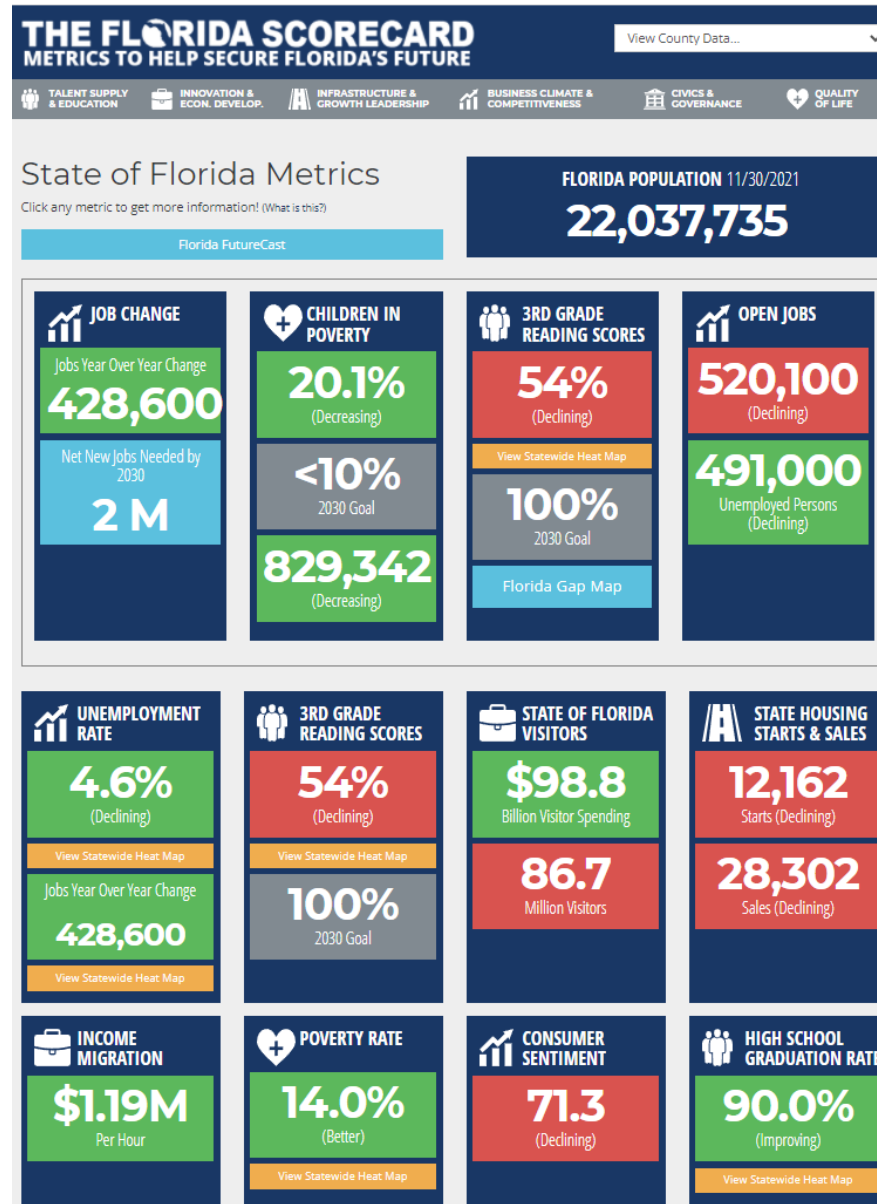 THE FLORIDA SCORECARD
METRICS TO HELP SECURE FLORIDA'S FUTURE
View County Data...
TALENT SUPPLY
& EDUCATION
INNOVATION &
ECON. DEVELOP.
INFRASTRUCTURE &
GROWTH LEADERSHIP
BUSINESS CLIMATE &
COMPETITIVENESS
CIVICS &
GOVERNANCE
QUALITY
OF LIFE
State of Florida Metrics
Click any metric to get more information! (What is this?)
Florida FutureCast
FLORIDA POPULATION 11/30/2021
22,037,735
JOB CHANGE
Jobs Year Over Year Change
428,600
Net New Jobs Needed by
2030
2 M
CHILDREN IN
POVERTY
20.1%
(Decreasing)
<10%
2030 Goal
829,342
(Decreasing)
3RD GRADE
READING SCORES
54%
(Declining)
View Statewide Heat Map
100%
2030 Goal
Florida Gap Map
OPEN JOBS
520,100
(Declining)
491,000
Unemployed Persons
(Declining)
UNEMPLOYMENT
RATE
4.6%
(Declining)
View Statewide Heat Map
Jobs Year Over Year Change
428,600
View Statewide Heat Map
3RD GRADE
READING SCORES
54%
(Declining)
View Statewide Heat Map
100%
2030 Goal
STATE OF FLORIDA
VISITORS
$98.8
Billion Visitor Spending
86.7
Million Visitors
STATE HOUSING
STARTS & SALES
12,162
Starts (Declining)
28,302
Sales (Declining)
INCOME
MIGRATION
$1.19M
Per Hour
POVERTY RATE
14.0%
(Better)
View Statewide Heat Map
CONSUMER
SENTIMENT
71.3
(Declining)
HIGH SCHOOL
GRADUATION RATE
90.0%
(Improving)
View Statewide Heat Map